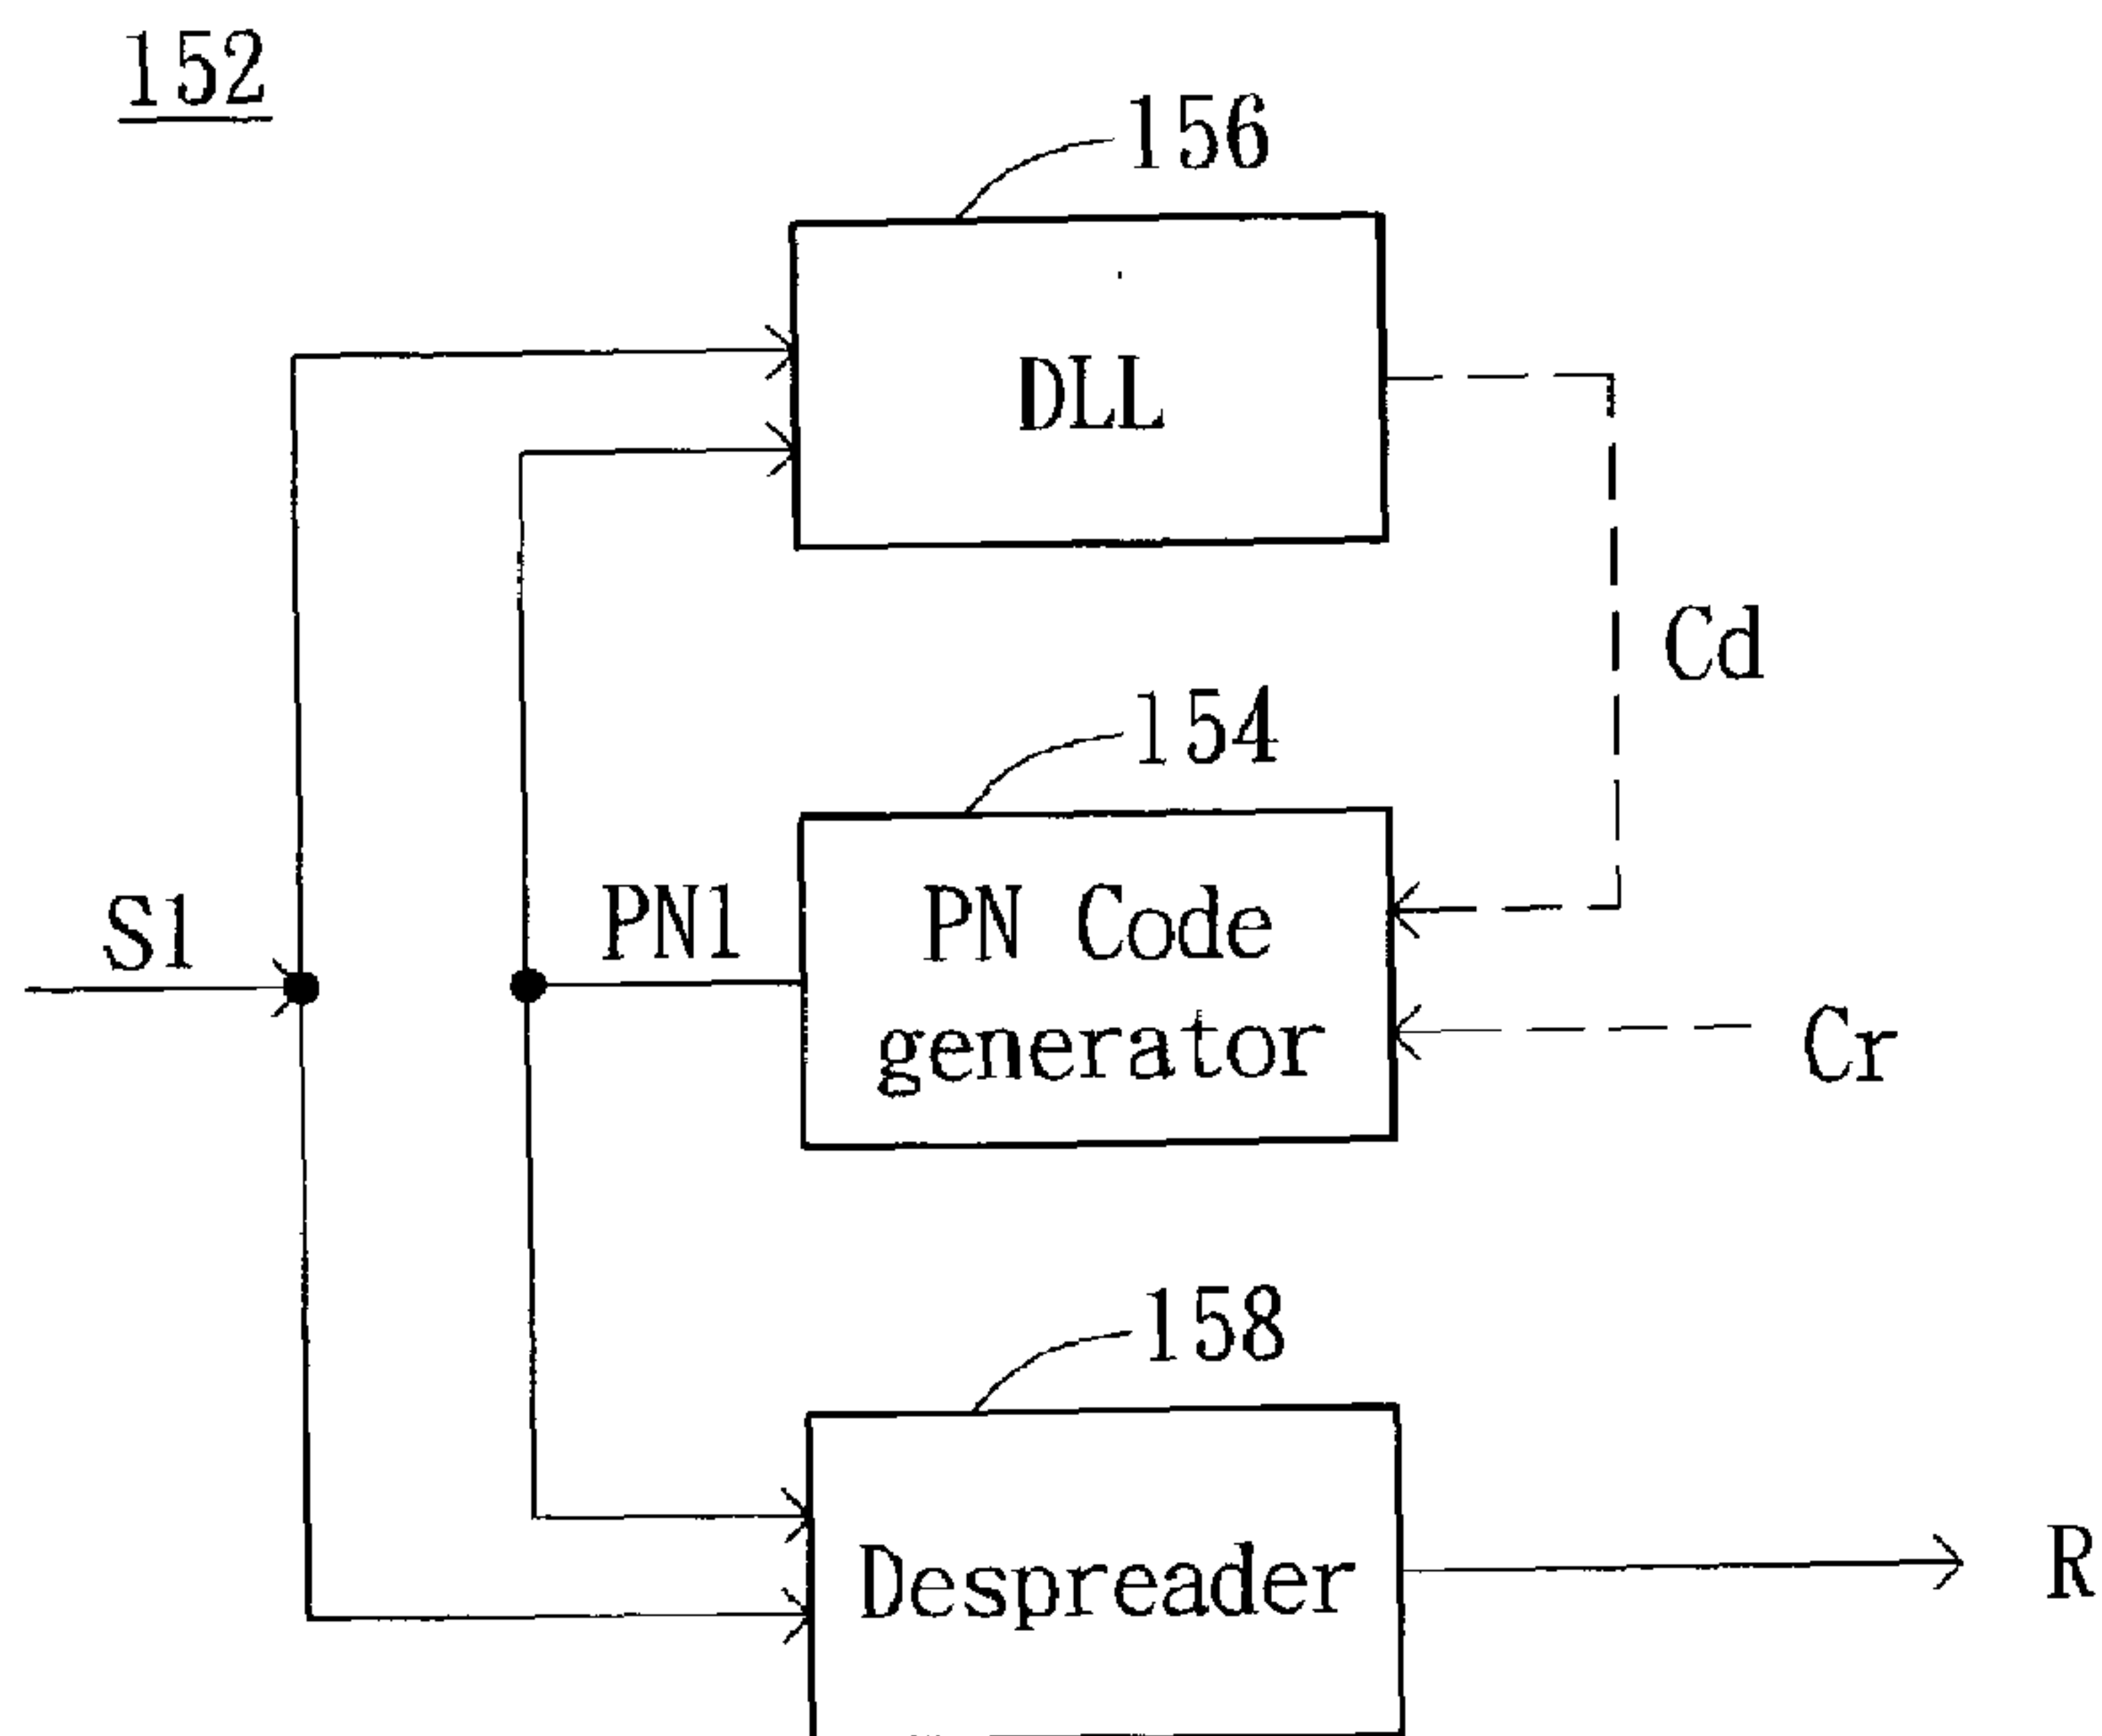 152
156
DLL
Cd
154
S1
PN1
PN Code
generator
Cr
158
Despreader
R